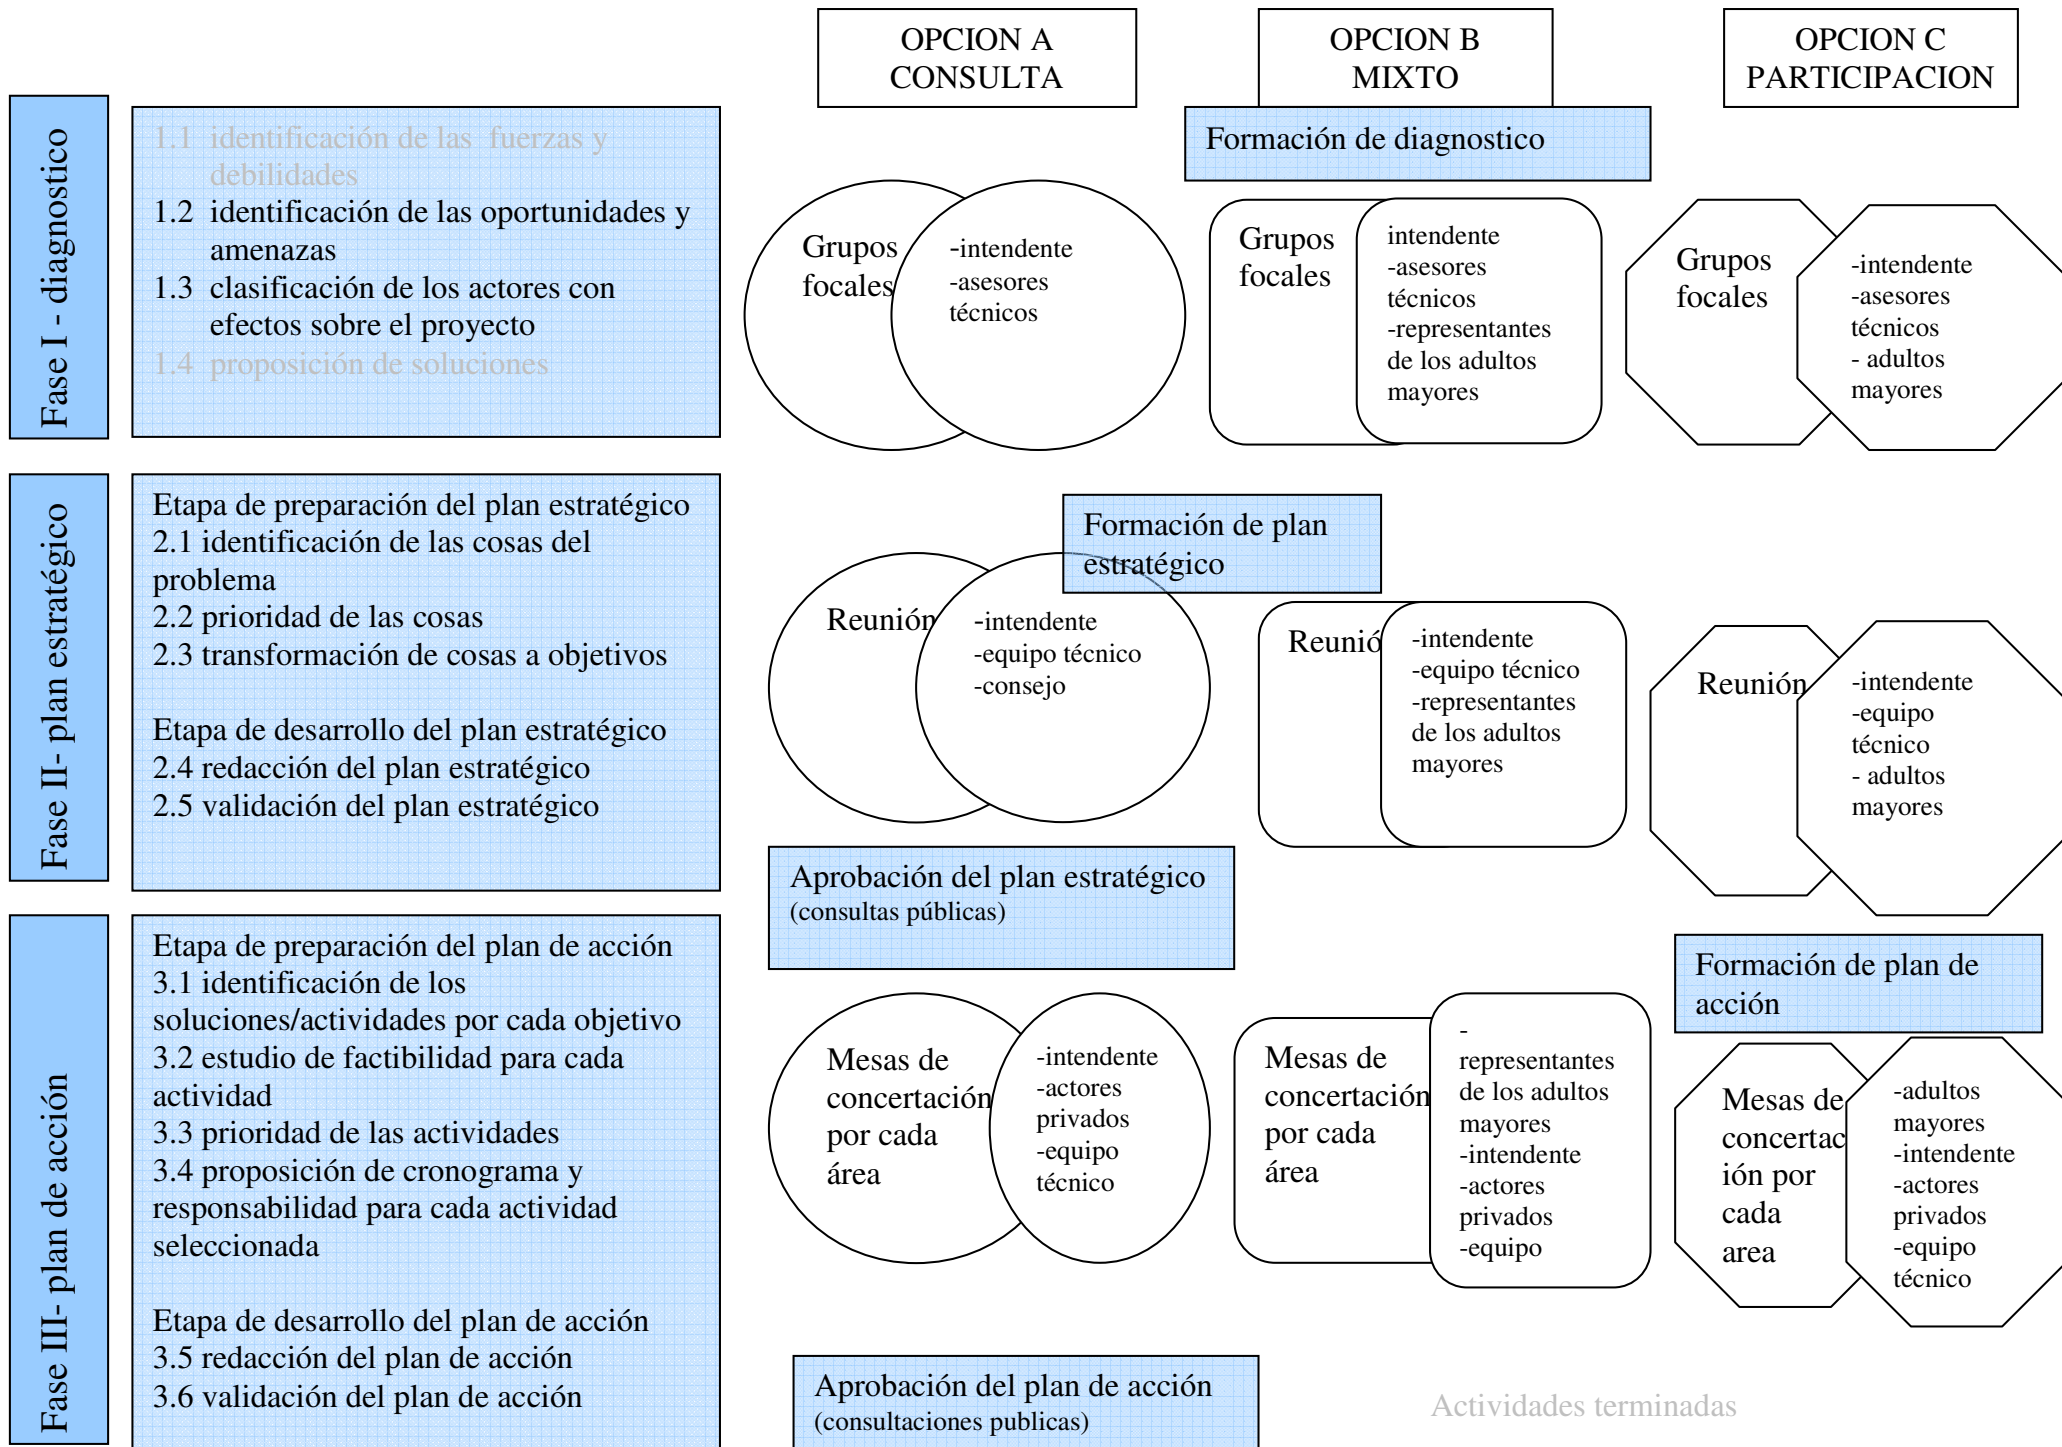 OPCION A
CONSULTA
OPCION B
MIXTO
OPCION C
PARTICIPACION
Fase I - diagnostico
1.1 identificación de las fuerzas y
debilidades
1.2 identificación de las oportunidades y
amenazas
1.3 clasificación de los actores con
efectos sobre el proyecto
1.4 proposición de soluciones
Formación de diagnostico
Grupos
focales
-intendente
-asesores
técnicos
Grupos
focales
intendente
-asesores
técnicos
-representantes
de los adultos
mayores
Grupos
focales
-intendente
-asesores
técnicos
- adultos
mayores
Fase II- plan estratégico
Etapa de preparación del plan estratégico
2.1 identificación de las cosas del
problema
2.2 prioridad de las cosas
2.3 transformación de cosas a objetivos
Etapa de desarrollo del plan estratégico
2.4 redacción del plan estratégico
2.5 validación del plan estratégico
Formación de plan
estratégico
Reunión
-intendente
-equipo técnico
-consejo
Reunió
-intendente
-equipo técnico
-representantes
de los adultos
mayores
Reunión
-intendente
-equipo
técnico
- adultos
mayores
Aprobación del plan estratégico
(consultas públicas)
Fase III- plan de acción
Etapa de preparación del plan de acción
3.1 identificación de los
soluciones/actividades por cada objetivo
3.2 estudio de factibilidad para cada
actividad
3.3 prioridad de las actividades
3.4 proposición de cronograma y
responsabilidad para cada actividad
seleccionada
Etapa de desarrollo del plan de acción
3.5 redacción del plan de acción
3.6 validación del plan de acción
Formación de plan de
acción
Mesas de
concertación
por cada
área
-intendente
-actores
privados
-equipo
técnico
Mesas de
concertación
por cada
área
-
representantes
de los adultos
mayores
-intendente
-actores
privados
-equipo
Mesas de
concertac
ión por
cada
area
-adultos
mayores
-intendente
-actores
privados
-equipo
técnico
Aprobación del plan de acción
(consultaciones publicas)
Actividades terminadas